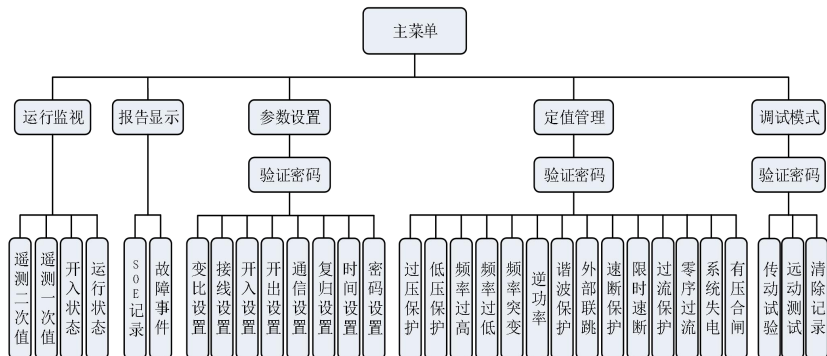 主菜单
运行监视
报告显示
参数设置
定值管理
调试模式
验证密码
验证密码
验证密码
遥测二次值
遥测一次值
开入状态
运行状态
SOE记录
故障事件
变比设置
接线设置
开入设置
开出设置
通信设置
复归设置
时间设置
密码设置
过压保护
低压保护
频率过高
频率过低
频率突变
逆功率
谐波保护
外部联跳
速断保护
限时速断
过流保护
零序过流
系统失电
有压合闸
传动试验
远动测试
清除记录